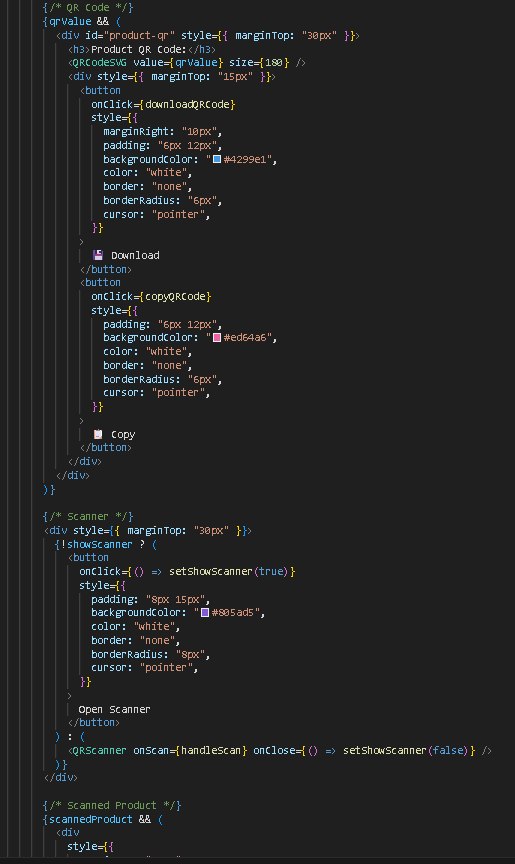 {/* QR Code */}
{qrValue && (
<div id="product-qr" style={{ marginTop: "30px" }}>
<h3>Product QR Code:</h3>
<QRCodeSVG value={qrValue} size={180} />
<div style={{ marginTop: "15px" }}>
<button
onClick={downloadQRCode}
style={{
marginRight: "10px",
padding: "6px 12px",
backgroundColor: "#4299e1",
color: "white",
border: "none",
borderRadius: "6px",
cursor: "pointer",
}}
>
💾 Download
</button>
<button
onClick={copyQRCode}
style={{
padding: "6px 12px",
backgroundColor: "#ed64a6",
color: "white",
border: "none",
borderRadius: "6px",
cursor: "pointer",
}}
>
📋 Copy
</button>
</div>
</div>
)}
{/* Scanner */}
<div style={{ marginTop: "30px" }}>
{!showScanner ? (
<button
onClick={() => setShowScanner(true)}
style={{
padding: "8px 15px",
backgroundColor: "#805ad5",
color: "white",
border: "none",
borderRadius: "8px",
cursor: "pointer",
}}
>
Open Scanner
</button>
) : (
<QRScanner onScan={handleScan} onClose={() => setShowScanner(false)} />
)}
</div>
{/* Scanned Product */}
{scannedProduct && (
<div
style={{